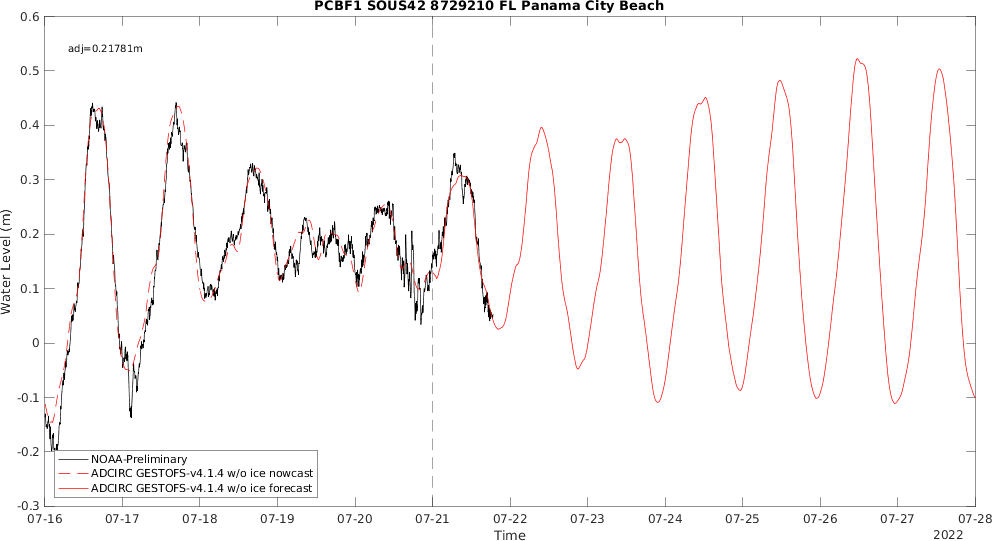 PCBF1 SOUS42 8729210 FL Panama City Beach
0.6
adj=0.21781m
0.5
0.4
0.3
0.2
0.1
0
-0.1
-0.2
-0.3
Water Level (m)
NOAA-Preliminary
ADCIRC GESTOFS-v4.1.4 w/o ice nowcast
ADCIRC GESTOFS-v4.1.4 w/o ice forecast
07-16 07-17 07-18 07-19 07-20 07-21 07-22 07-23 07-24 07-25 07-26 07-27 07-28
Time
2022